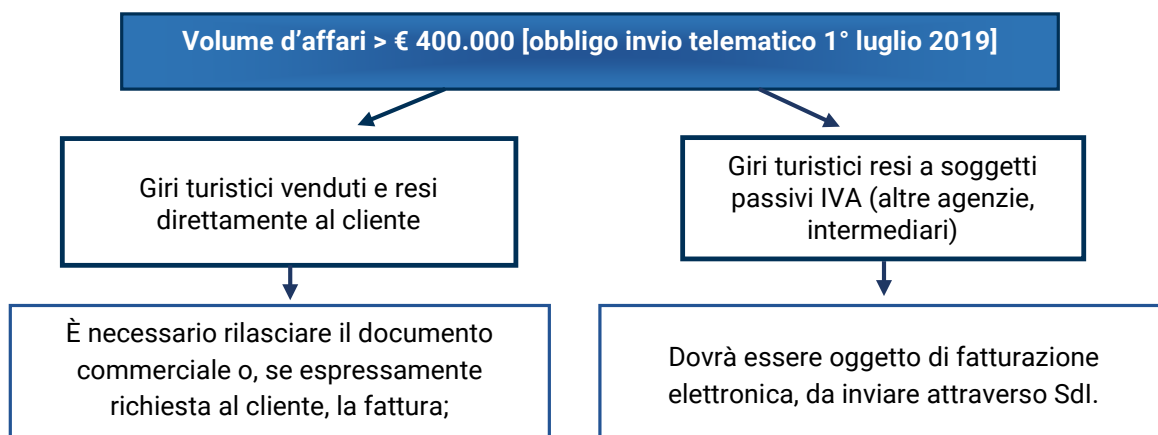 Volume d’affari > € 400.000 [obbligo invio telematico 1° luglio 2019]
Giri turistici venduti e resi
direttamente al cliente
Giri turistici resi a soggetti
passivi IVA (altre agenzie,
intermediari)
È necessario rilasciare il documento
commerciale o, se espressamente
richiesta al cliente, la fattura;
Dovrà essere oggetto di fatturazione
elettronica, da inviare attraverso SdI.